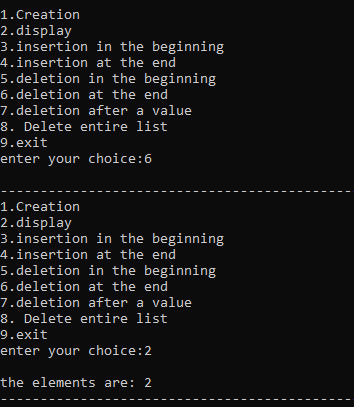 1.Creation
2.display
3.insertion in the beginning
4.insertion at the end
5.deletion in the beginning
6.deletion at the end
7.deletion after a value
8. Delete entire list
9.exit
enter your choice:6
--------------------------------------------
1.Creation
2.display
3.insertion in the beginning
4.insertion at the end
5.deletion in the beginning
6.deletion at the end
7.deletion after a value
8. Delete entire list
9.exit
enter your choice:2
the elements are: 2
--------------------------------------------